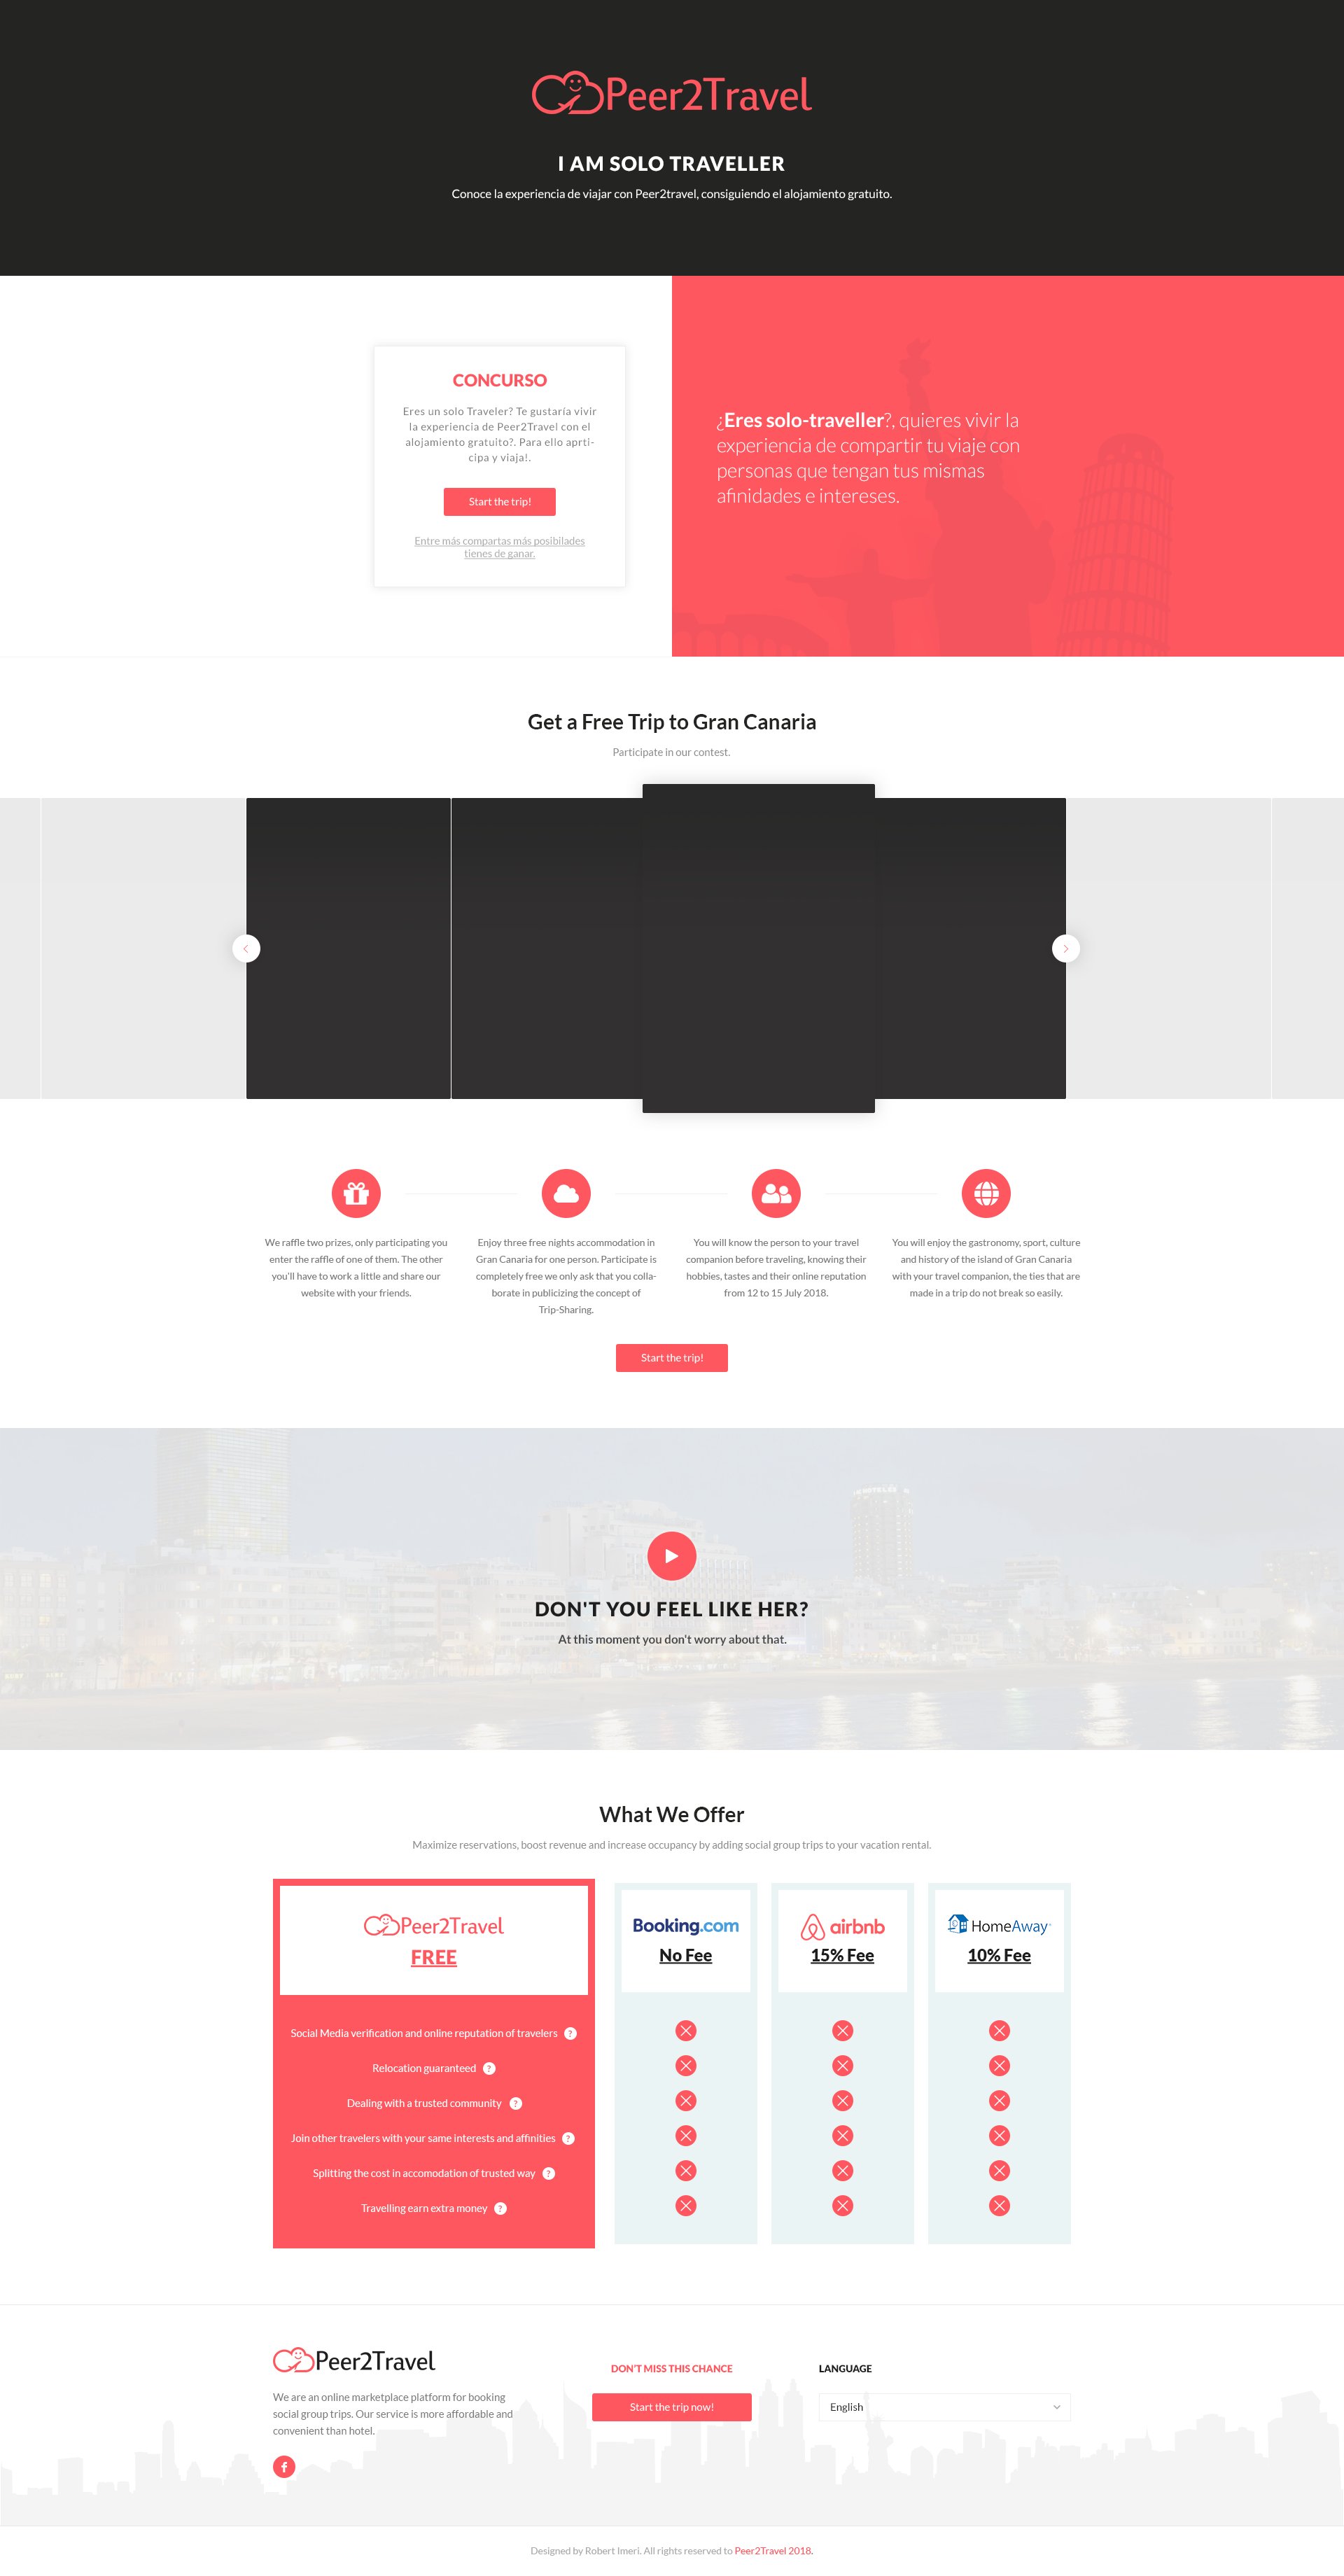 Peer2Travel
I AM SOLO TRAVELLER
Conoce la experiencia de viajar con Peer2travel, consiguiendo el alojamiento gratuito.
CONCURSO
Eres un solo Traveler? Te gustaría vivir
la experiencia de Peer2Travel con el
alojamiento gratuito?. Para ello aprti-
cipa y viaja!.
Start the trip!
Entre más compartas más posibilades
tienes de ganar.
¿Eres solo-traveller?, quieres vivir la
experiencia de compartir tu viaje con
personas que tengan tus mismas
afinidades e intereses.
Get a Free Trip to Gran Canaria
Participate in our contest.
We raffle two prizes, only participating you
enter the raffle of one of them. The other
you'll have to work a little and share our
website with your friends.
Enjoy three free nights accommodation in
Gran Canaria for one person. Participate is
completely free we only ask that you colla-
borate in publicizing the concept of
Trip-Sharing.
You will know the person to your travel
companion before traveling, knowing their
hobbies, tastes and their online reputation
from 12 to 15 July 2018.
You will enjoy the gastronomy, sport, culture
and history of the island of Gran Canaria
with your travel companion, the ties that are
made in a trip do not break so easily.
Start the trip!
DON'T YOU FEEL LIKE HER?
At this moment you don't worry about that.
What We Offer
Maximize reservations, boost revenue and increase occupancy by adding social group trips to your vacation rental.
Peer2Travel
FREE
Social Media verification and online reputation of travelers ?
Relocation guaranteed ?
Dealing with a trusted community ?
Join other travelers with your same interests and affinities ?
Splitting the cost in accomodation of trusted way ?
Travelling earn extra money ?
Booking.com
No Fee
airbnb
15% Fee
HomeAway
10% Fee
Peer2Travel
We are an online marketplace platform for booking
social group trips. Our service is more affordable and
convenient than hotel.
DON'T MISS THIS CHANCE
Start the trip now!
LANGUAGE
English
Designed by Robert Imeri. All rights reserved to Peer2Travel 2018.